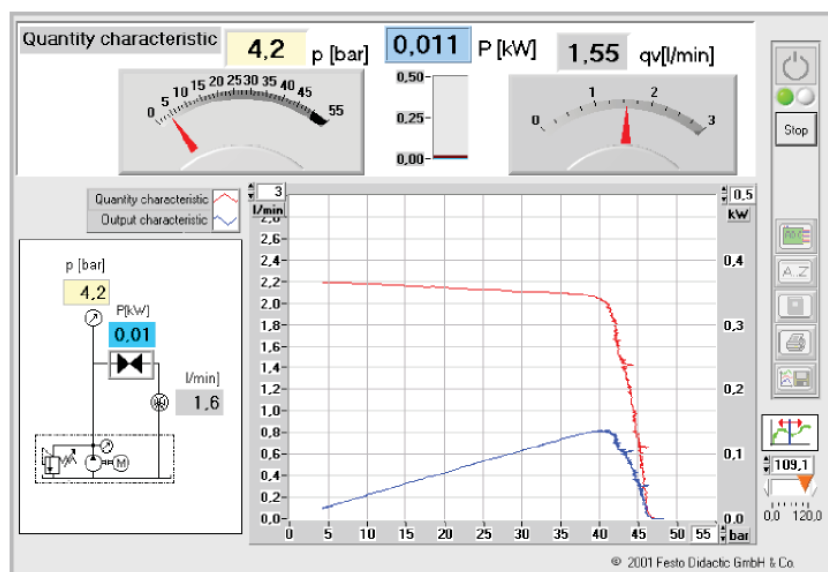 Quantity characteristic 4,2 p [bar] 0,011 P [kW] 1,55 qv[l/min]
0 5 10 15 20 25 30 35 40 45 55
0,50
0,25
0,00
0 1 2 3
Stop
Quantity characteristic
Output characteristic
3
l/min
0,5
kW
2,8
2,6
2,4
2,2
2,0
1,8
1,6
1,4
1,2
1,0
0,8
0,6
0,4
0,2
0,0
0,4
0,3
0,2
0,1
0,0
0 5 10 15 20 25 30 35 40 45 50 55 bar
p [bar]
4,2
P[kW]
0,01
l/min]
1,6
M
A..Z
109,1
0,0 120,0
© 2001 Festo Didactic GmbH & Co.